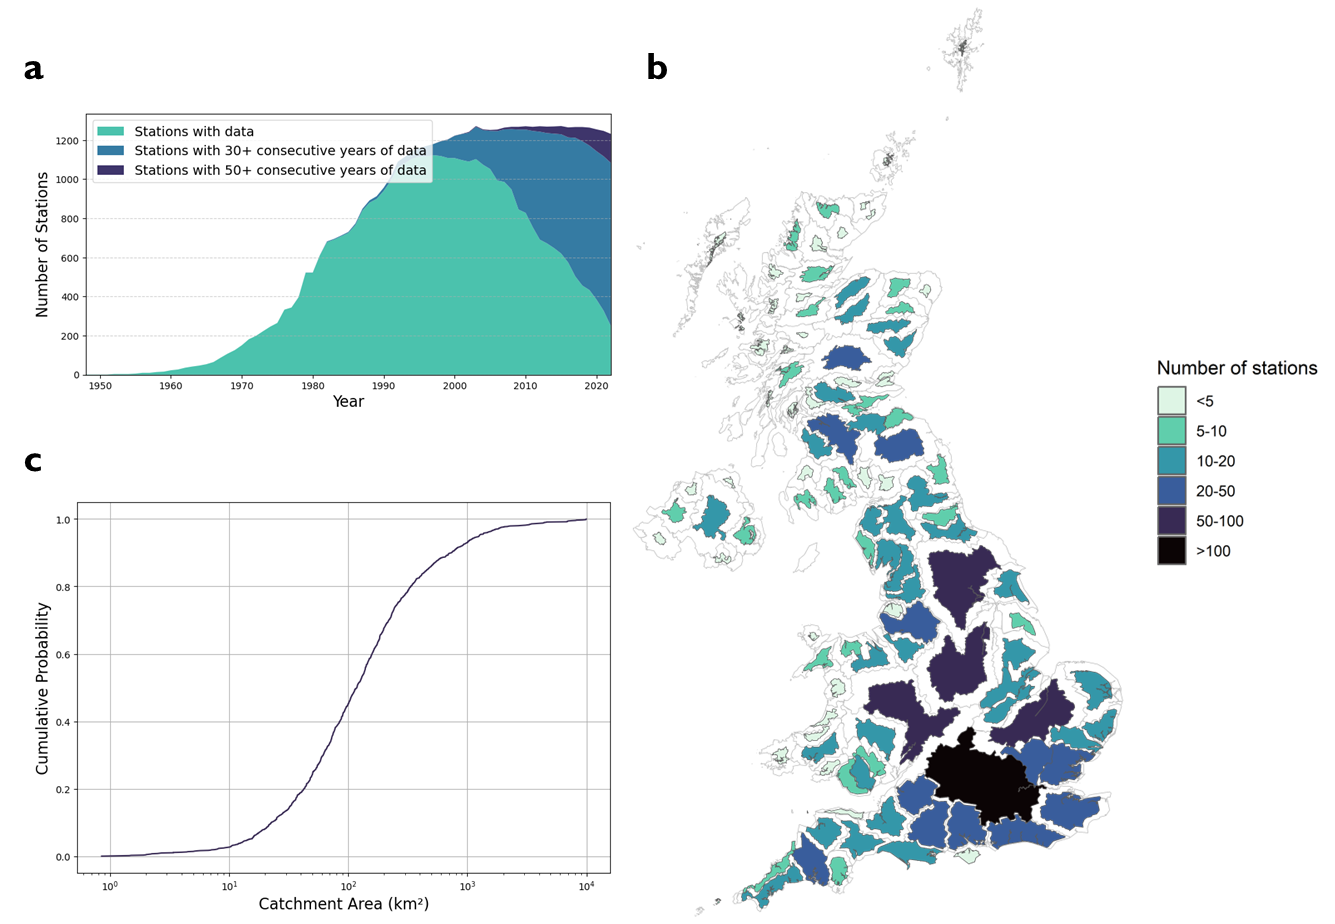 a
Number of Stations
1200
1000
800
600
400
200
0
Stations with data
Stations with 30+ consecutive years of data
Stations with 50+ consecutive years of data
1950 1960 1970 1980 1990 2000 2010 2020
Year
b
Number of stations
<5
5-10
10-20
20-50
50-100
>100
c
Cumulative Probability
1.0
0.8
0.6
0.4
0.2
0.0
10⁰ 10¹ 10² 10³ 10⁴
Catchment Area (km²)